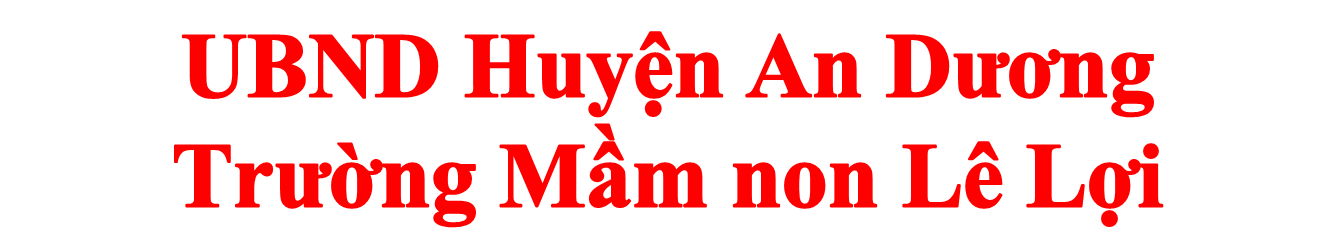 UBND Huyện An Dương
Trường Mầm non Lê Lợi